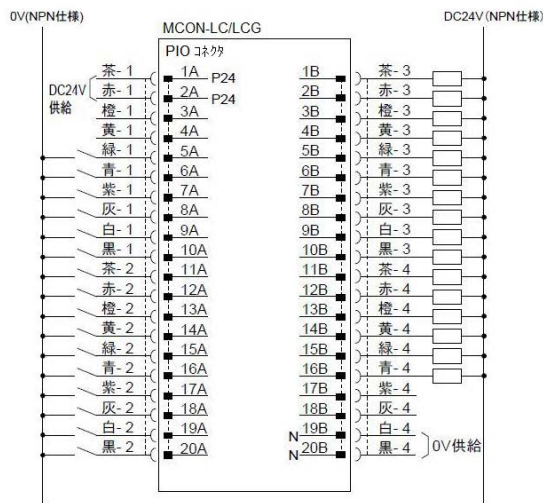 0V(NPN仕様) DC24V(NPN仕様)
MCON-LC/LCG
PIO コネクタ
DC24V
供給
茶-1 1A P24 1B 茶-3
赤-1 2A P24 2B 赤-3
橙-1 3A 3B 橙-3
黄-1 4A 4B 黄-3
緑-1 5A 5B 緑-3
青-1 6A 6B 青-3
紫-1 7A 7B 紫-3
灰-1 8A 8B 灰-3
白-1 9A 9B 白-3
黒-1 10A 10B 黒-3
茶-2 11A 11B 茶-4
赤-2 12A 12B 赤-4
橙-2 13A 13B 橙-4
黄-2 14A 14B 黄-4
緑-2 15A 15B 緑-4
青-2 16A 16B 青-4
紫-2 17A 17B 紫-4
灰-2 18A 18B 灰-4
白-2 19A N 19B 白-4
黒-2 20A N 20B 黒-4
0V供給